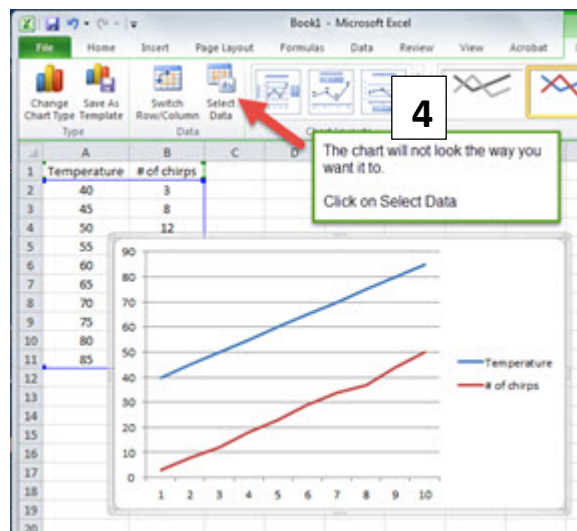 Book1 - Microsoft Excel
File Home Insert Page Layout Formulas Data Review View Acrobat
Change Chart Type
Save As Template
Switch Row/Column
Select Data
Type
Data
4
The chart will not look the way you
want it to.
Click on Select Data
A B C D
1 Temperature # of chirps
2 40 3
3 45 8
4 50 12
5 55
6 60
7 65
8 70
9 75
10 80
11 85
12
13
14
15
16
17
18
19
20
90
80
70
60
50
40
30
20
10
0
1 2 3 4 5 6 7 8 9 10
Temperature
# of chirps